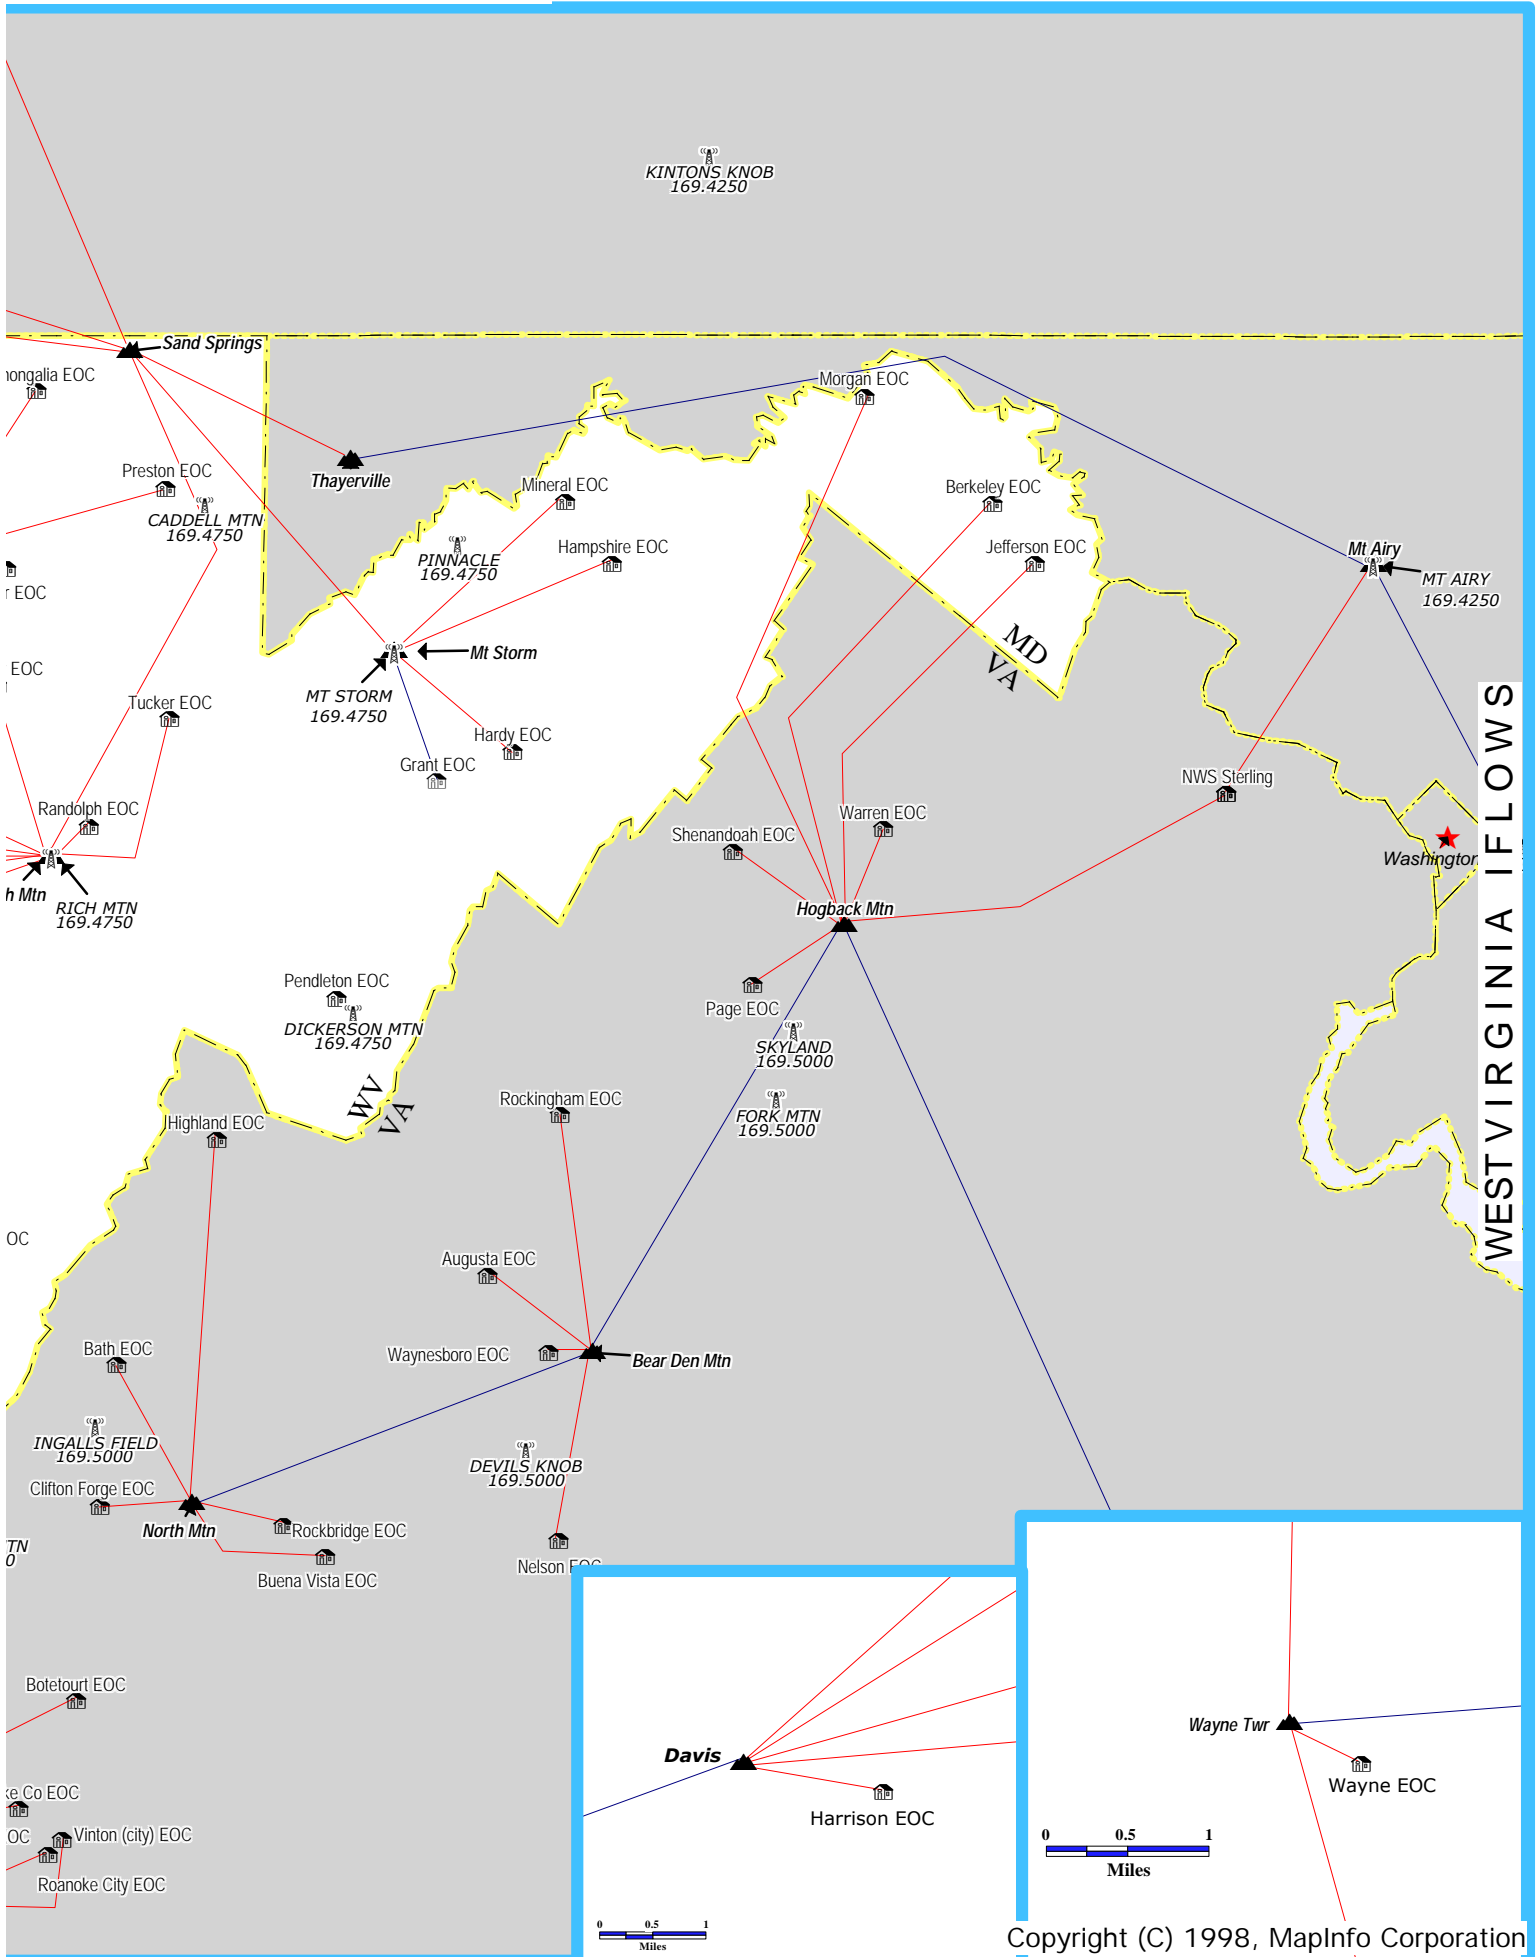 KINTONS KNOB
169.4250
Sand Springs
EOC
Morgan EOC
Preston EOC
Thayerville
Mineral EOC
Berkeley EOC
CADDELL MTN
169.4750
PINNACLE
169.4750
Hampshire EOC
Jefferson EOC
Mt Airy
MT AIRY
169.4250
EOC
MD
VA
Mt Storm
EOC
MT STORM
169.4750
Tucker EOC
Hardy EOC
Grant EOC
NWS Sterling
Randolph EOC
Warren EOC
Shenandoah EOC
Washington
Mtn
RICH MTN
169.4750
Hogback Mtn
WEST VIRGINIA IFLOWS
Pendleton EOC
Page EOC
DICKERSON MTN
169.4750
SKYLAND
169.5000
WV
VA
Rockingham EOC
FORK MTN
169.5000
Highland EOC
OC
Augusta EOC
Bath EOC
Waynesboro EOC
Bear Den Mtn
INGALLS FIELD
169.5000
DEVILS KNOB
169.5000
Clifton Forge EOC
North Mtn
Rockbridge EOC
TN
0
Nelson EOC
Buena Vista EOC
Botetourt EOC
Davis
Harrison EOC
Wayne Twr
Wayne EOC
ke Co EOC
OC
Vinton (city) EOC
Roanoke City EOC
0 0.5 1
Miles
0 0.5 1
Miles
Copyright (C) 1998, MapInfo Corporation